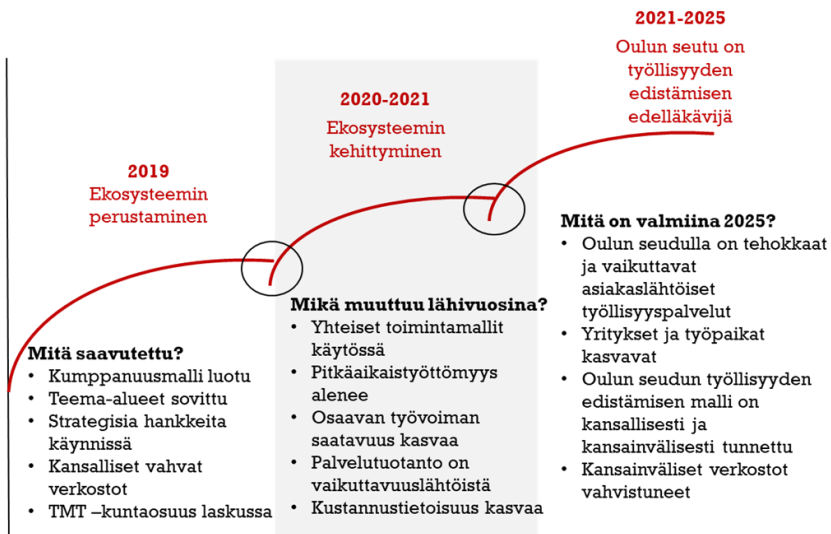 2019
Ekosysteemin
perustaminen
Mitä saavutettu?
• Kumppanuusmalli luotu
• Teema-alueet sovittu
• Strategisia hankkeita
käynnissä
• Kansalliset vahvat
verkostot
• TMT –kuntaosuus laskussa
2020-2021
Ekosysteemin
kehittyminen
Mikä muuttuu lähivuosina?
• Yhteiset toimintamallit
käytössä
• Pitkäaikaistyöttömyys
alenee
• Osaavan työvoiman
saatavuus kasvaa
• Palvelutuotanto on
vaikuttavuuslähtöistä
• Kustannustietoisuus kasvaa
2021-2025
Oulun seutu on
työllisyyden
edistämisen
edelläkävijä
Mitä on valmiina 2025?
• Oulun seudulla on tehokkaat
ja vaikuttavat
asiakaslähtöiset
työllisyyspalvelut
• Yritykset ja työpaikat
kasvavat
• Oulun seudun työllisyyden
edistämisen malli on
kansallisesti ja
kansainvälisesti tunnettu
• Kansainväliset verkostot
vahvistuneet